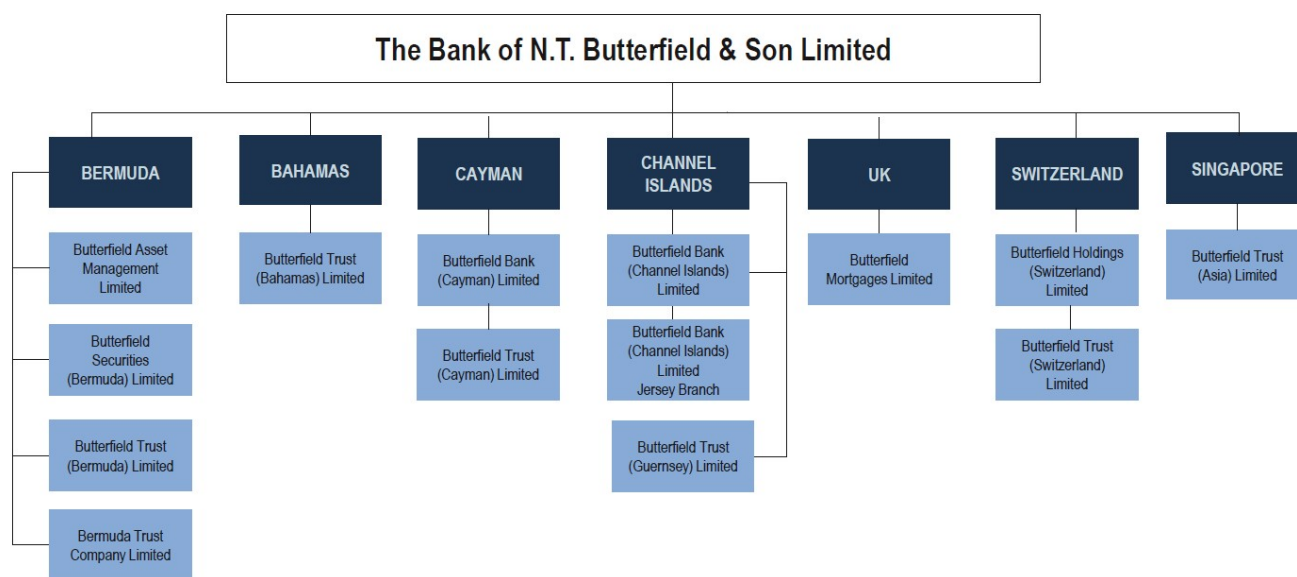 The Bank of N.T. Butterfield & Son Limited
BERMUDA
BAHAMAS
CAYMAN
CHANNEL
ISLANDS
UK
SWITZERLAND
SINGAPORE
Butterfield Asset
Management
Limited
Butterfield
Securities
(Bermuda) Limited
Butterfield Trust
(Bermuda) Limited
Bermuda Trust
Company Limited
Butterfield Trust
(Bahamas) Limited
Butterfield Bank
(Cayman) Limited
Butterfield Trust
(Cayman) Limited
Butterfield Bank
(Channel Islands)
Limited
Butterfield Bank
(Channel Islands)
Limited
Jersey Branch
Butterfield Trust
(Guernsey) Limited
Butterfield
Mortgages Limited
Butterfield Holdings
(Switzerland)
Limited
Butterfield Trust
(Switzerland)
Limited
Butterfield Trust
(Asia) Limited